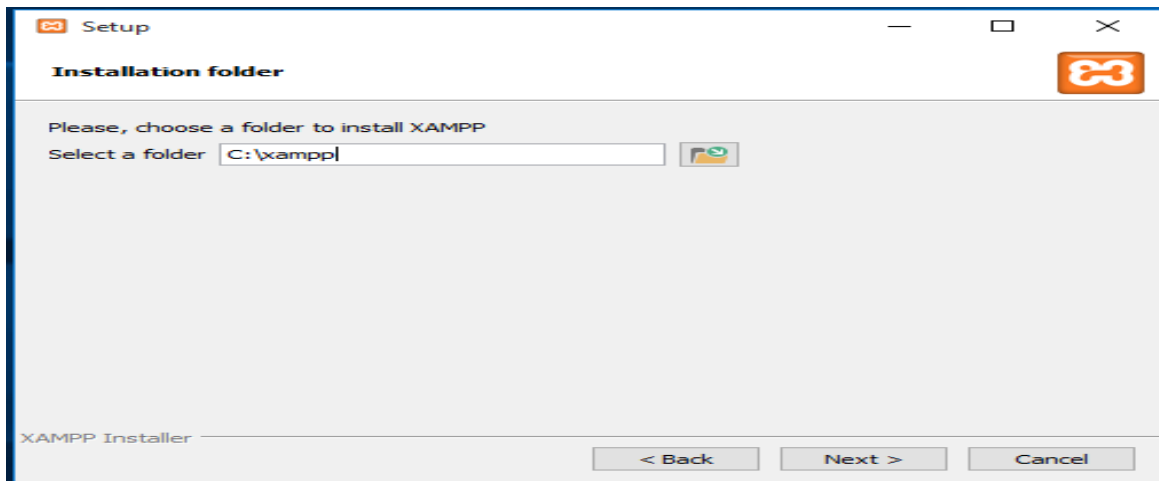 Setup
Installation folder
Please, choose a folder to install XAMPP
Select a folder C:\xampp
XAMPP Installer
< Back Next > Cancel